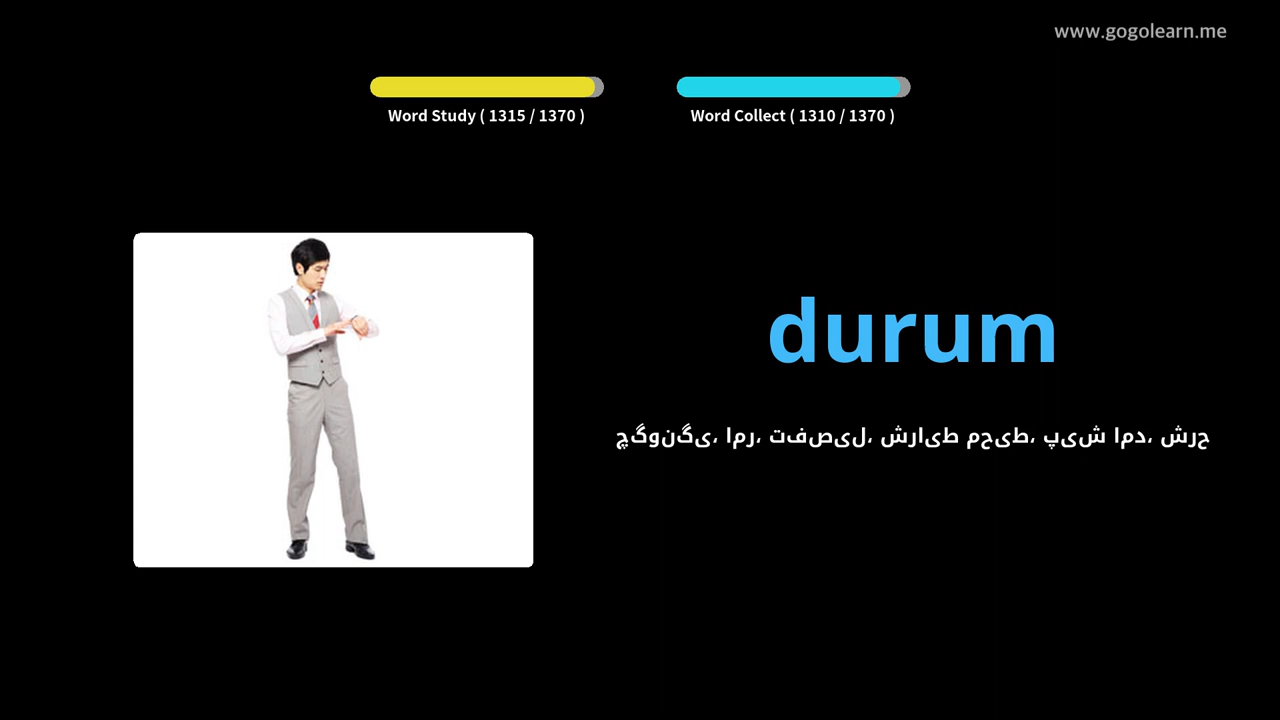 www.gogolearn.me
Word Study ( 1315 / 1370 )
Word Collect ( 1310 / 1370 )
durum
چگونگی، امر، تفصیل، شرایط محیط، پیش امد، شرح